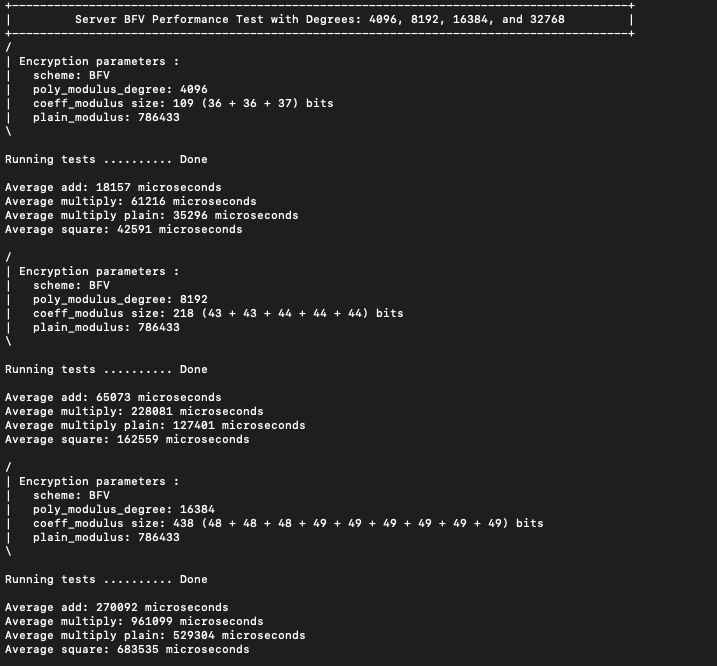 +----------------------------------------------------------------------------------------+
|         Server BFV Performance Test with Degrees: 4096, 8192, 16384, and 32768         |
+----------------------------------------------------------------------------------------+
/
| Encryption parameters :
|   scheme: BFV
|   poly_modulus_degree: 4096
|   coeff_modulus size: 109 (36 + 36 + 37) bits
|   plain_modulus: 786433
\
Running tests .......... Done
Average add: 18157 microseconds
Average multiply: 61216 microseconds
Average multiply plain: 35296 microseconds
Average square: 42591 microseconds
/
| Encryption parameters :
|   scheme: BFV
|   poly_modulus_degree: 8192
|   coeff_modulus size: 218 (43 + 43 + 44 + 44 + 44) bits
|   plain_modulus: 786433
\
Running tests .......... Done
Average add: 65073 microseconds
Average multiply: 228081 microseconds
Average multiply plain: 127401 microseconds
Average square: 162559 microseconds
/
| Encryption parameters :
|   scheme: BFV
|   poly_modulus_degree: 16384
|   coeff_modulus size: 438 (48 + 48 + 48 + 49 + 49 + 49 + 49 + 49 + 49) bits
|   plain_modulus: 786433
\
Running tests .......... Done
Average add: 270092 microseconds
Average multiply: 961099 microseconds
Average multiply plain: 529304 microseconds
Average square: 683535 microseconds